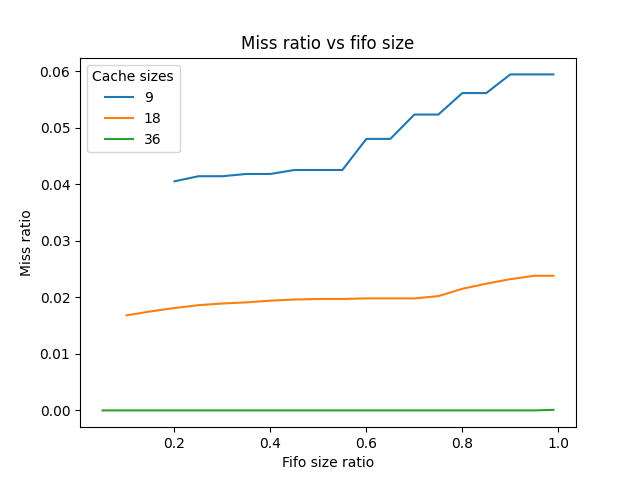 Miss ratio vs fifo size
Cache sizes
9
18
36
0.06
0.05
0.04
0.03
0.02
0.01
0.00
Miss ratio
0.2 0.4 0.6 0.8 1.0
Fifo size ratio